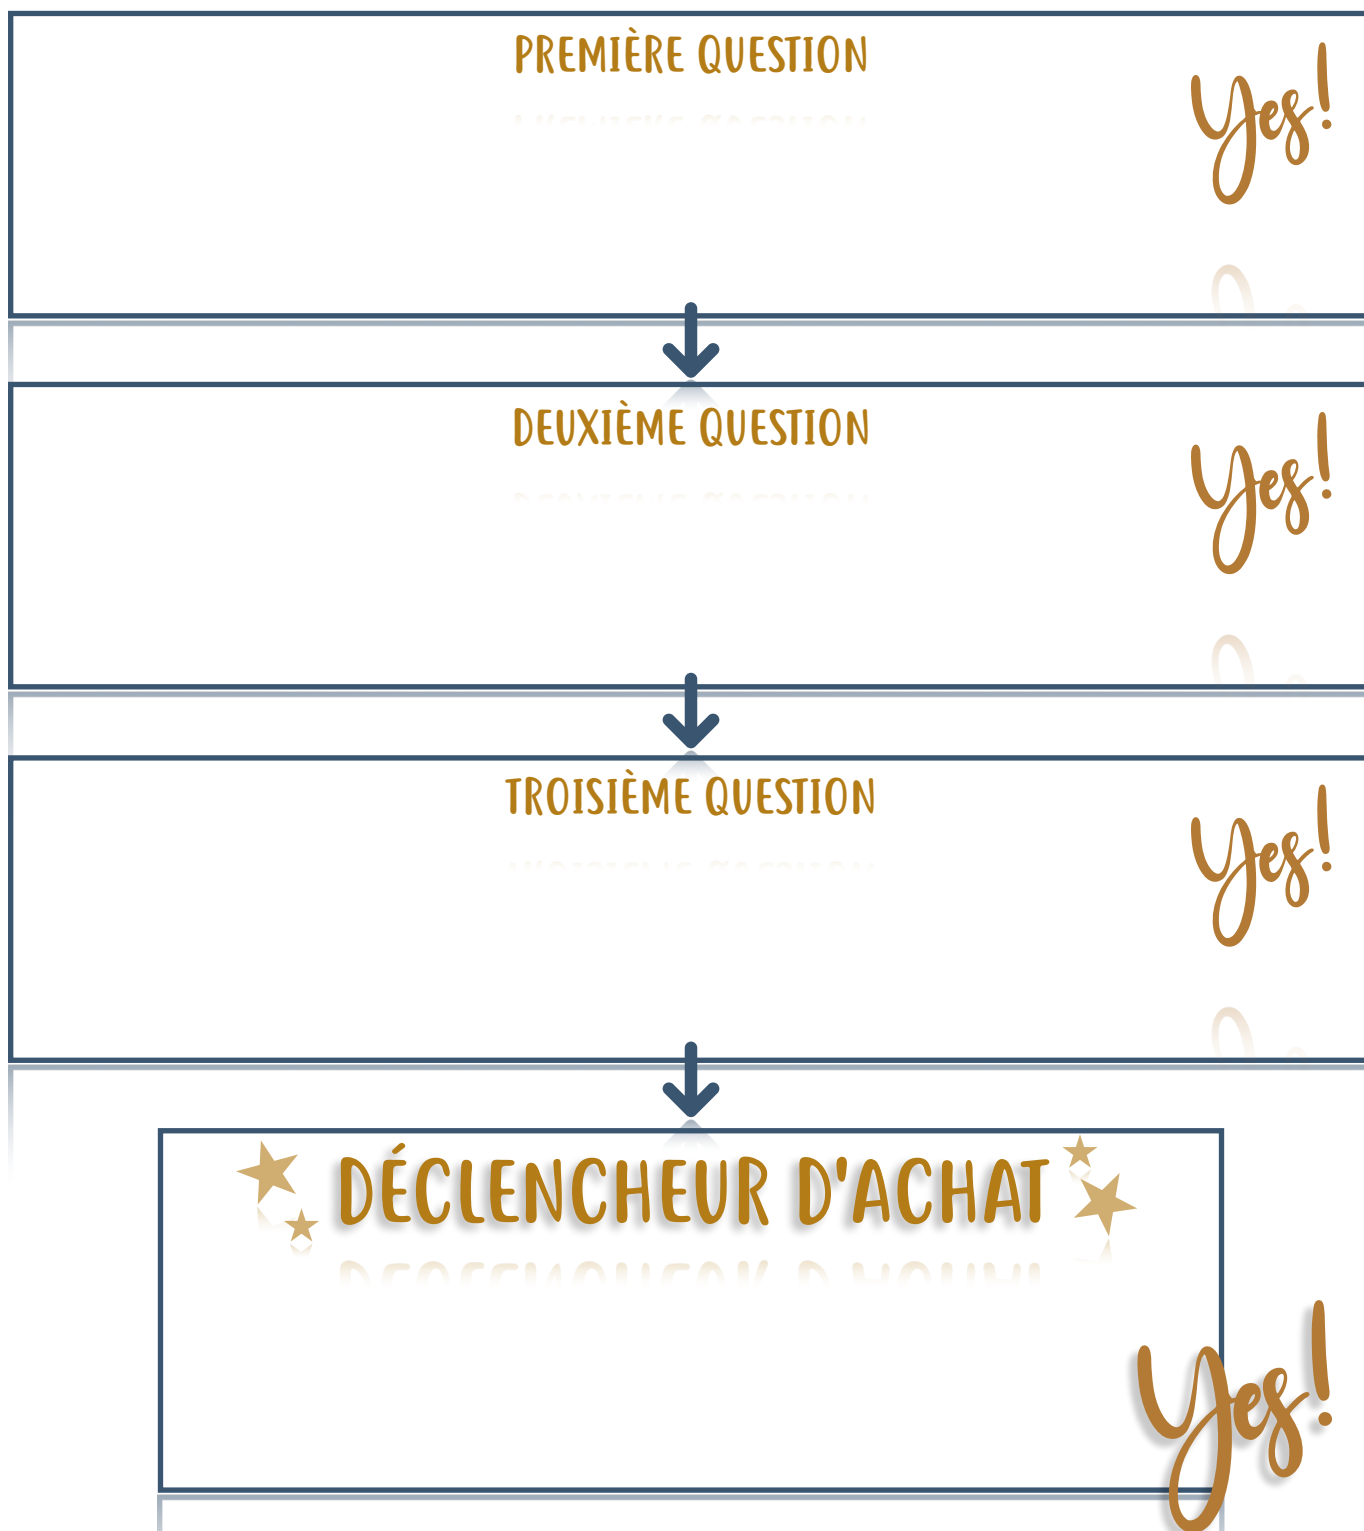 PREMIÈRE QUESTION
Yes!
DEUXIÈME QUESTION
Yes!
TROISIÈME QUESTION
Yes!
DÉCLENCHEUR D'ACHAT
Yes!